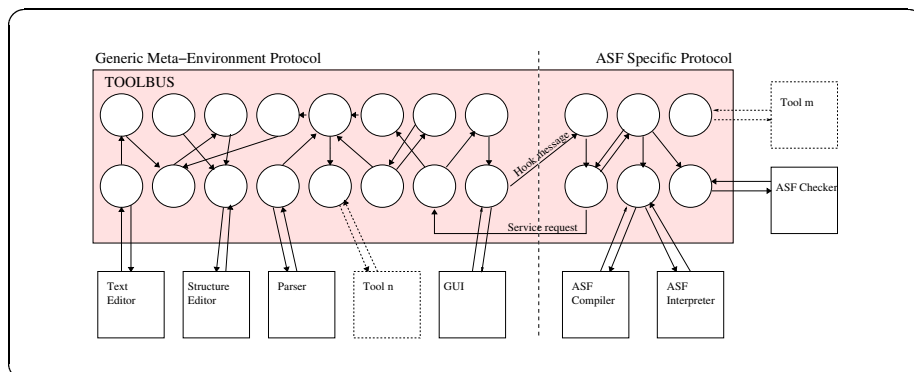 Generic Meta−Environment Protocol
ASF Specific Protocol
TOOLBUS
Tool m
Hook message
ASF Checker
Service request
Text
Editor
Structure
Editor
Parser
Tool n
GUI
ASF
Compiler
ASF
Interpreter